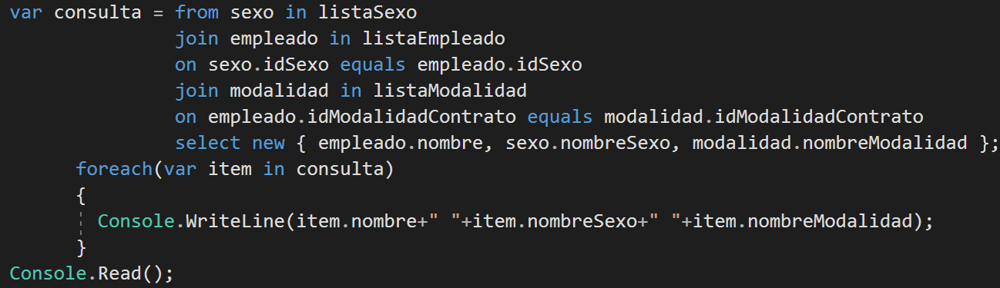 var consulta = from sexo in listaSexo
join empleado in listaEmpleado
on sexo.idSexo equals empleado.idSexo
join modalidad in listaModalidad
on empleado.idModalidadContrato equals modalidad.idModalidadContrato
select new { empleado.nombre, sexo.nombreSexo, modalidad.nombreModalidad };
foreach(var item in consulta)
{
Console.WriteLine(item.nombre+" "+item.nombreSexo+" "+item.nombreModalidad);
}
Console.Read();